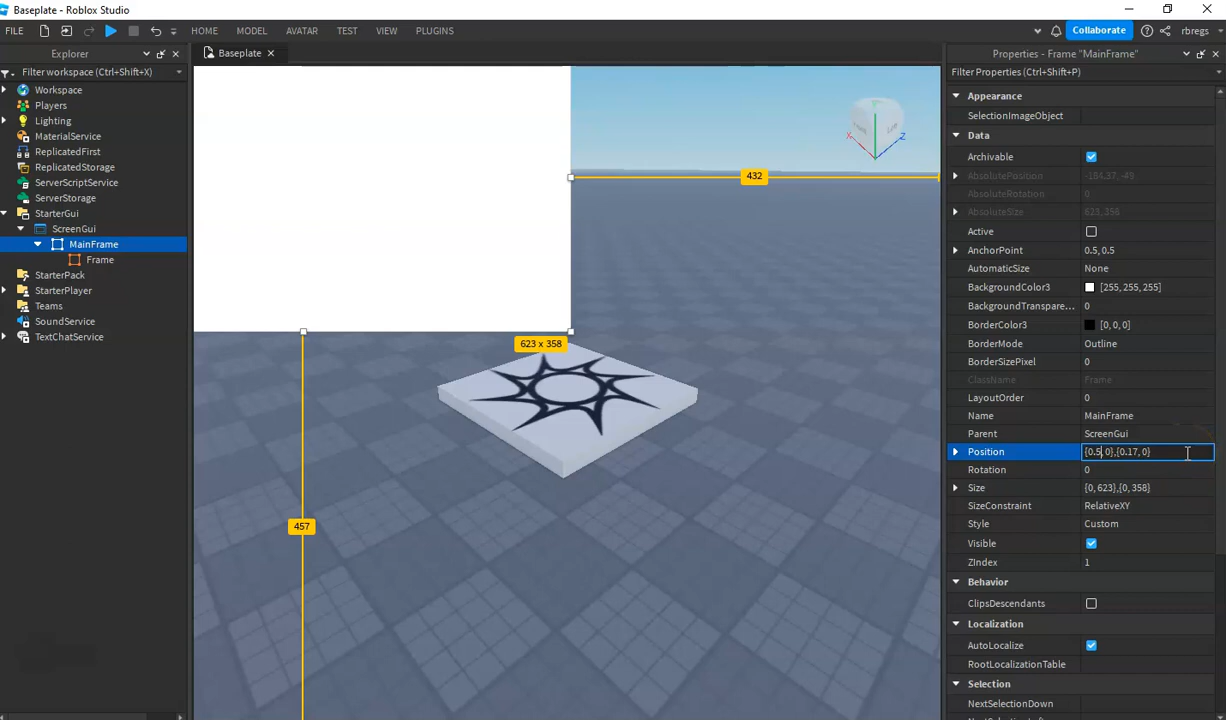 Baseplate - Roblox Studio
FILE HOME MODEL AVATAR TEST VIEW PLUGINS Collaborate rbregs
Explorer
Filter workspace (Ctrl+Shift+X)
Workspace
Players
Lighting
MaterialService
ReplicatedFirst
ReplicatedStorage
ServerScriptService
ServerStorage
StarterGui
ScreenGui
MainFrame
Frame
StarterPack
StarterPlayer
Teams
SoundService
TextChatService
Baseplate
432
623 x 358
457
X
Z
Properties - Frame "MainFrame"
Filter Properties (Ctrl+Shift+P)
Appearance
SelectionImageObject
Data
Archivable
AbsolutePosition -184.37, -49
AbsoluteRotation 0
AbsoluteSize 623, 358
Active
AnchorPoint 0.5, 0.5
AutomaticSize None
BackgroundColor3 [255, 255, 255]
BackgroundTranspare... 0
BorderColor3 [0, 0, 0]
BorderMode Outline
BorderSizePixel 0
ClassName Frame
LayoutOrder 0
Name MainFrame
Parent ScreenGui
Position {0.5, 0},{0.17, 0}
Rotation 0
Size {0, 623},{0, 358}
SizeConstraint RelativeXY
Style Custom
Visible
ZIndex 1
Behavior
ClipsDescendants
Localization
AutoLocalize
RootLocalizationTable
Selection
NextSelectionDown